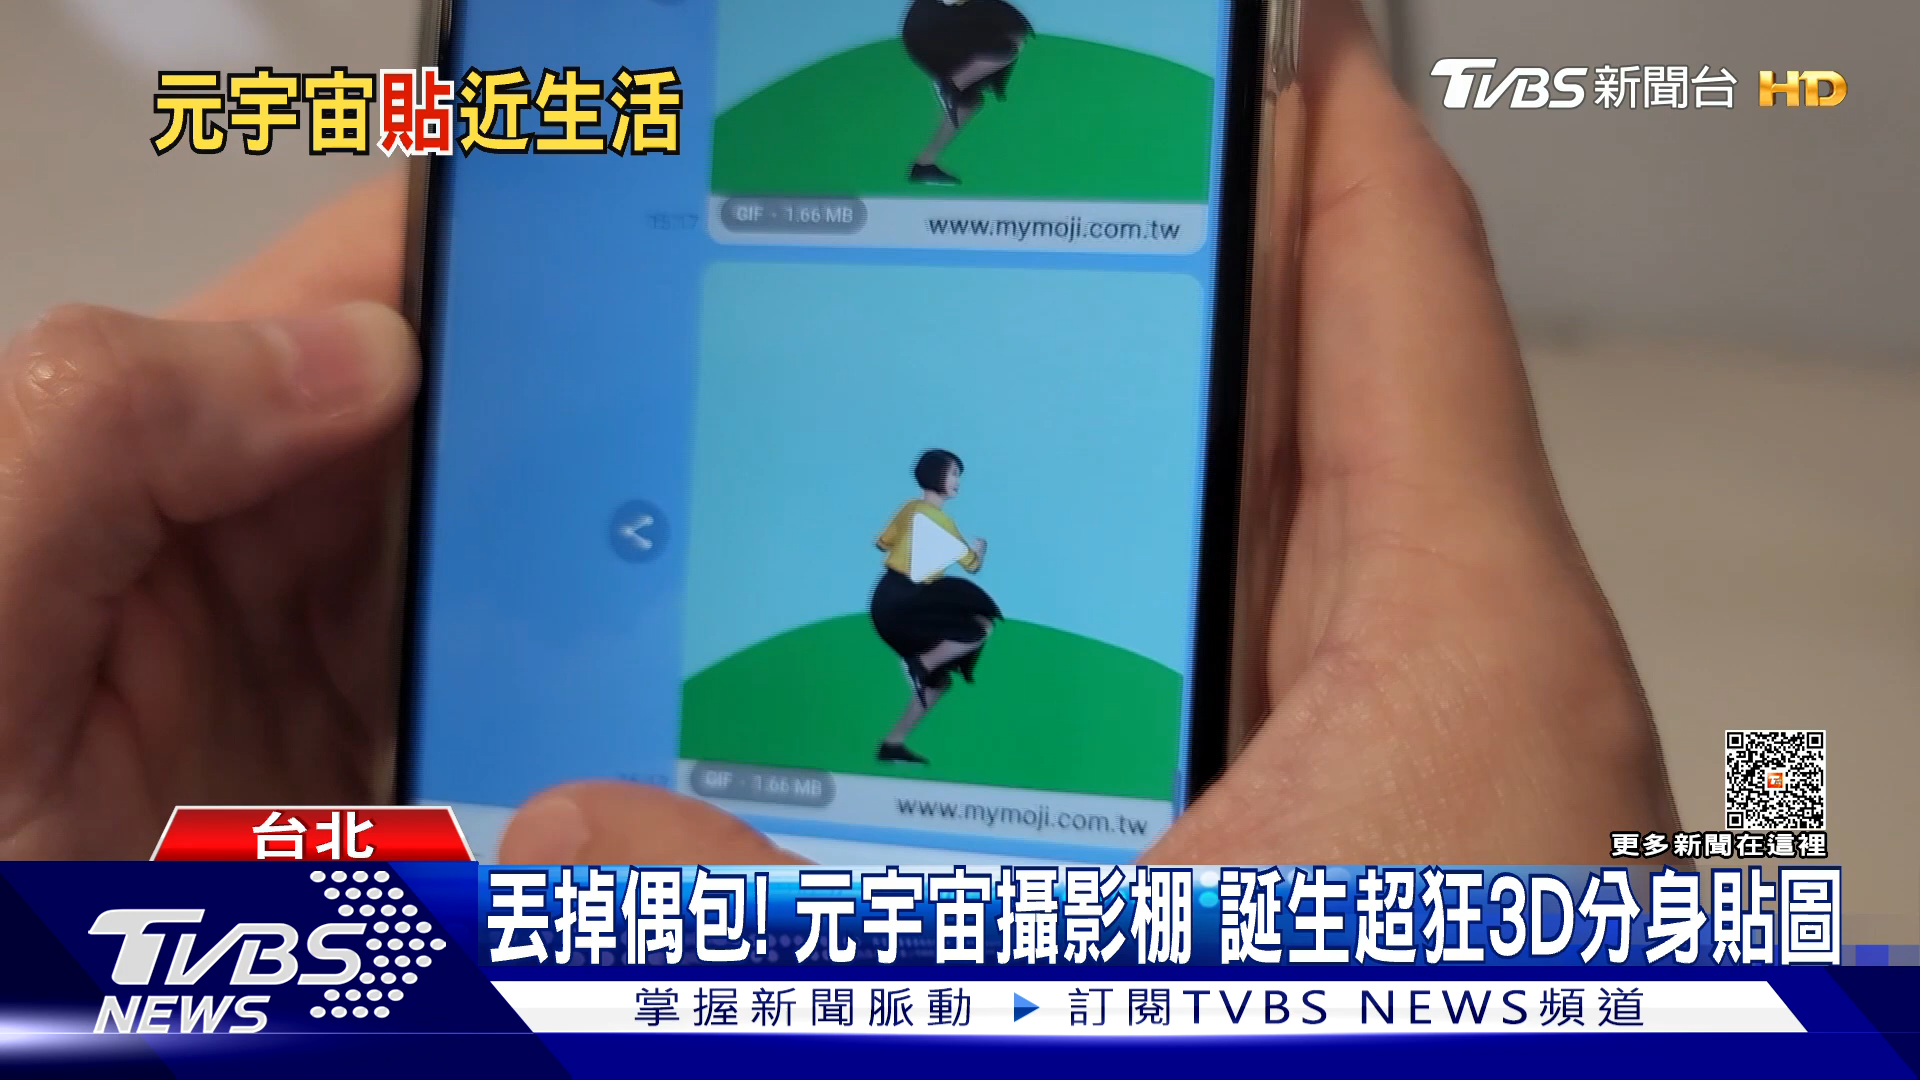 元宇宙貼近生活
TVBS新聞台 HD
GIF · 1.66 MB
15:17
www.mymoji.com.tw
GIF · 1.66 MB
www.mymoji.com.tw
更多新聞在這裡
台北
丟掉偶包! 元宇宙攝影棚 誕生超狂3D分身貼圖
TVBS
NEWS
掌握新聞脈動 ▶ 訂閱TVBS NEWS頻道